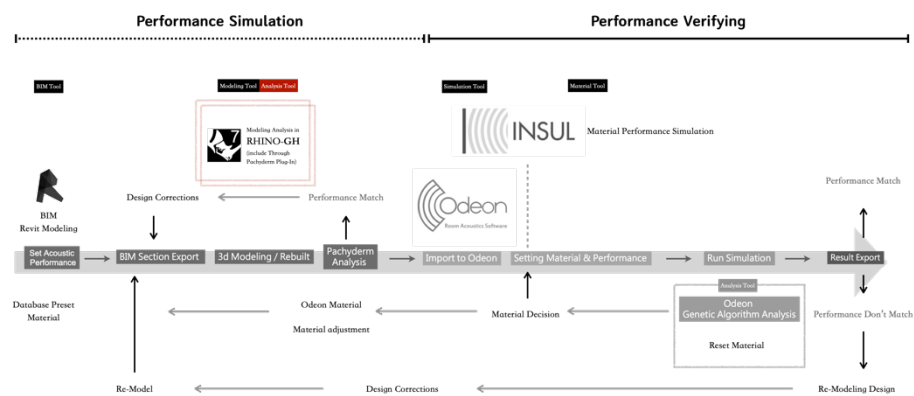 Performance Simulation
Performance Verifying
BIM Tool
Modeling Tool
Analysis Tool
Simulation Tool
Material Tool
7
Modeling Analysis in
RHINO-GH
(include Through
Pachyderm Plug-In)
INSUL
Material Performance Simulation
Odeon
Room Acoustics Software
BIM
Revit Modeling
Design Corrections
Performance Match
Performance Match
Set Acoustic
Performance
BIM Section Export
3d Modeling / Rebuilt
Pachyderm
Analysis
Import to Odeon
Setting Material & Performance
Run Simulation
Result Export
Database Preset
Material
Odeon Material
Material adjustment
Material Decision
Analysis Tool
Odeon
Genetic Algorithm Analysis
Reset Material
Performance Don't Match
Re-Model
Design Corrections
Re-Modeling Design